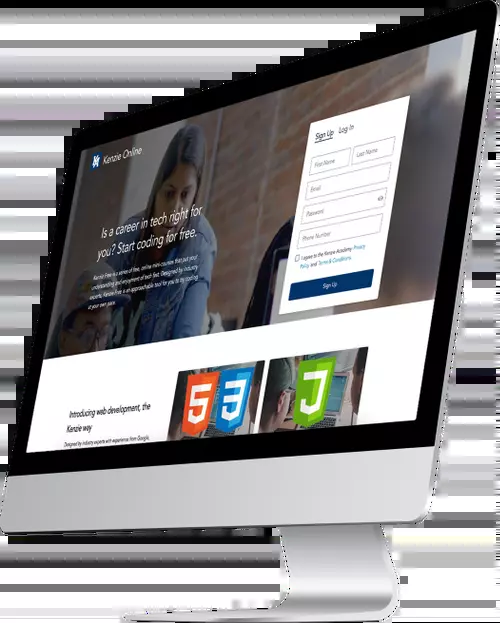 Kenzie Online
Is a career in tech right for
you? Start coding for free.
Kenzie Free is a series of free, online mini-courses that put your
understanding and enjoyment of tech first. Designed by industry
experts, Kenzie Free is an approachable tool for you to try coding
at your own pace.
Sign Up Log In
First Name Last Name
Email
Password
Phone Number
I agree to the Kenzie Academy Privacy
Policy and Terms & Conditions.
Sign Up
Introducing web development, the
Kenzie way
Designed by industry experts with experience from Google,
5 3 J